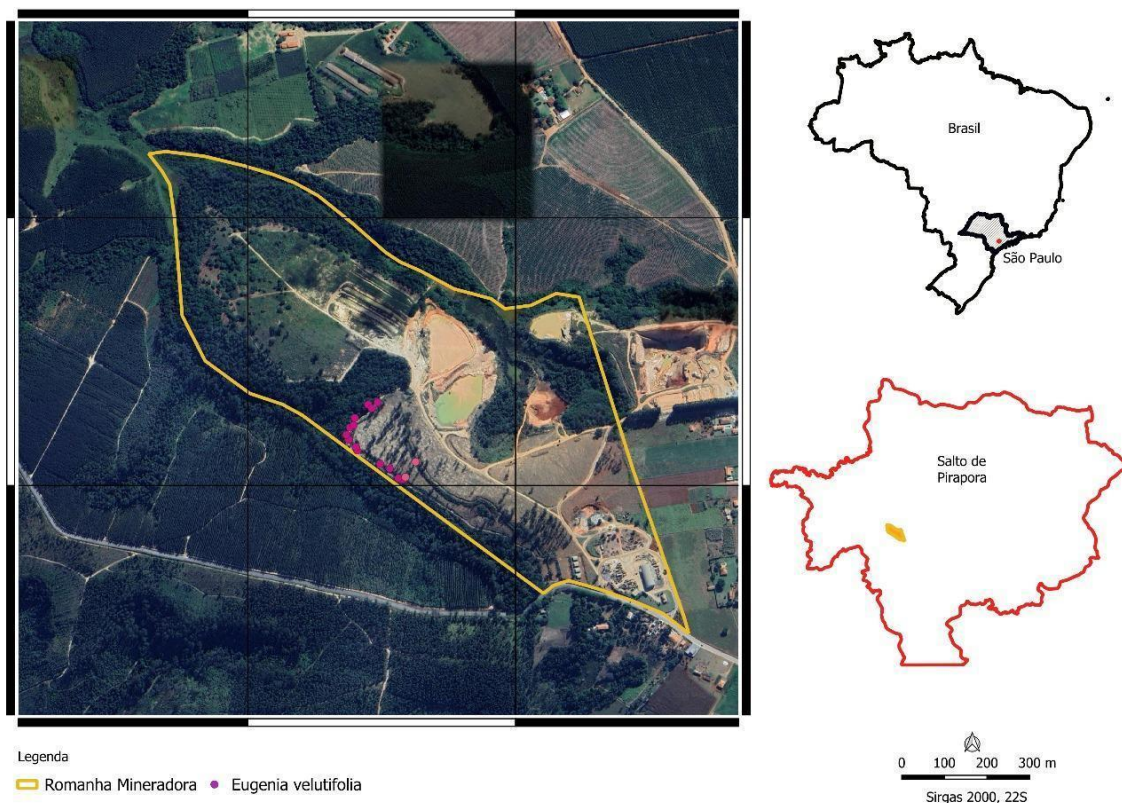 Brasil
São Paulo
Salto de
Pirapora
Legenda
Romanha Mineradora
Eugenia velutifolia
0 100 200 300 m
Sirgas 2000, 22S